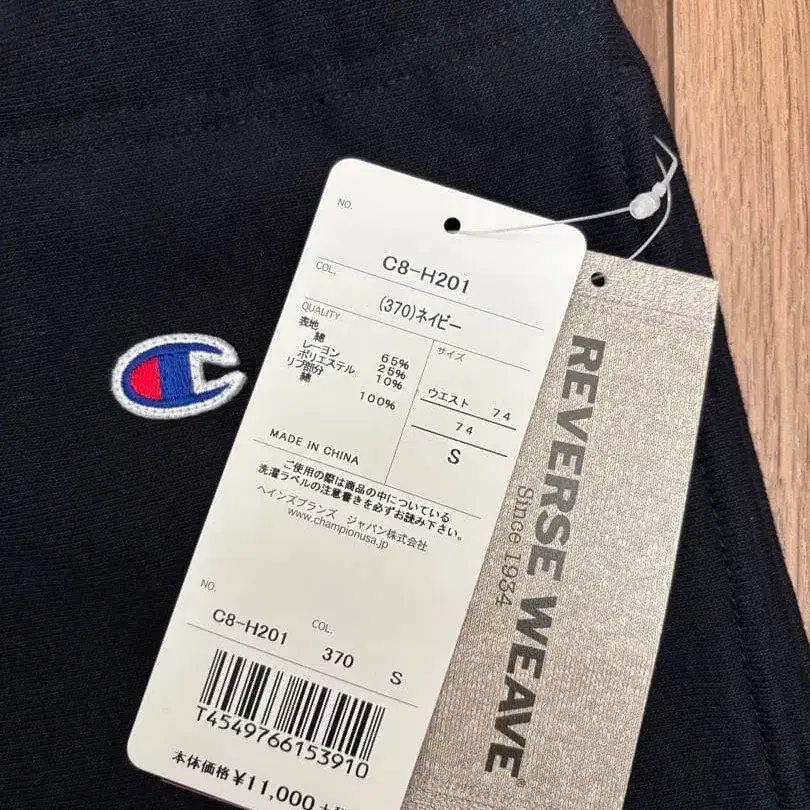 NO.
C8-H201
COL.
(370)ネイビー
QUALITY
表地
綿 65%
レーヨン 25%
ポリエステル 10%
リブ部分
綿 100%
サイズ
ウエスト 74
74
S
MADE IN CHINA
ご使用の際は商品の中についている
洗濯ラベルの注意書きを必ずお読み下さい。
ヘインズブランズ ジャパン株式会社
www.championusa.jp
NO.
C8-H201
COL.
370
S
T4549766153910
本体価格 ¥11,000
REVERSE WEAVE®
Since 1934